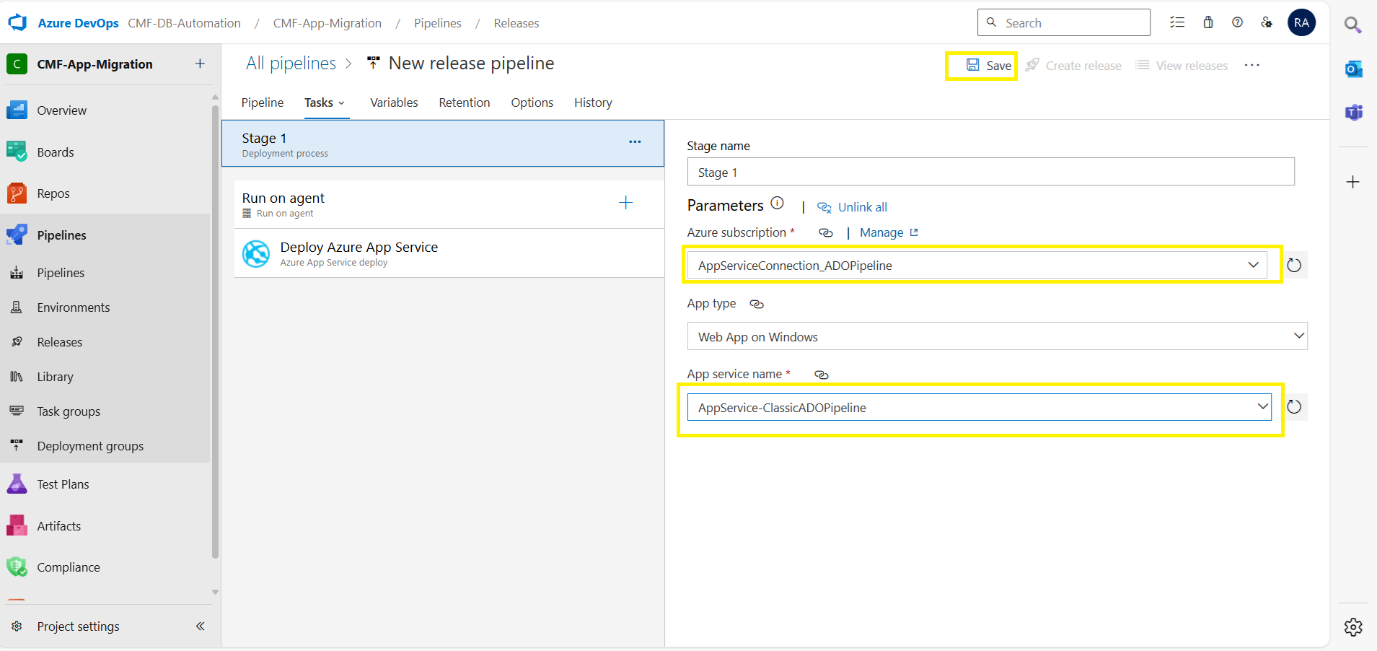 Azure DevOps CMF-DB-Automation / CMF-App-Migration / Pipelines / Releases
Search
RA
C CMF-App-Migration +
Overview
Boards
Repos
Pipelines
Pipelines
Environments
Releases
Library
Task groups
Deployment groups
Test Plans
Artifacts
Compliance
Project settings
All pipelines > New release pipeline
Save
Create release
View releases
...
Pipeline Tasks Variables Retention Options History
Stage 1
Deployment process
Run on agent
Run on agent
Deploy Azure App Service
Azure App Service deploy
Stage name
Stage 1
Parameters | Unlink all
Azure subscription * | Manage
AppServiceConnection_ADOPipeline
App type
Web App on Windows
App service name *
AppService-ClassicADOPipeline